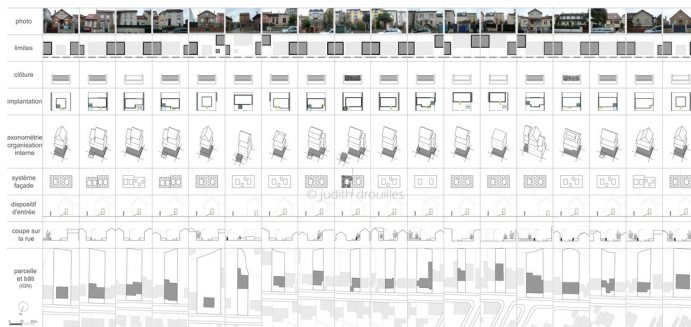 photo
limites
clôture
implantation
axonométrie
organisation
interne
système
façade
© judith drouilles
dispositif
d'entrée
coupe sur
la rue
parcelle
et bâti
(IGN)